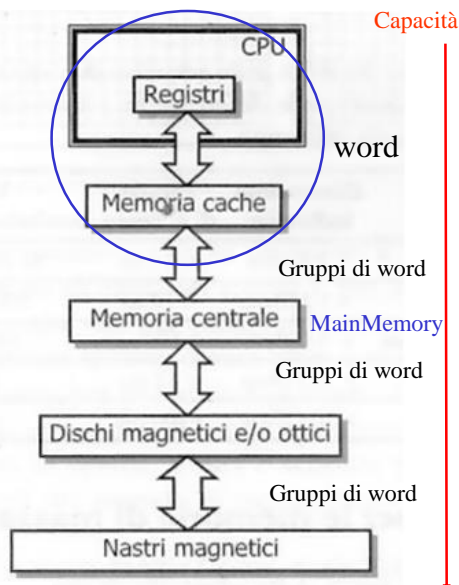 Capacità
CPU
Registri
word
Memoria cache
Gruppi di word
Memoria centrale
MainMemory
Gruppi di word
Dischi magnetici e/o ottici
Gruppi di word
Nastri magnetici